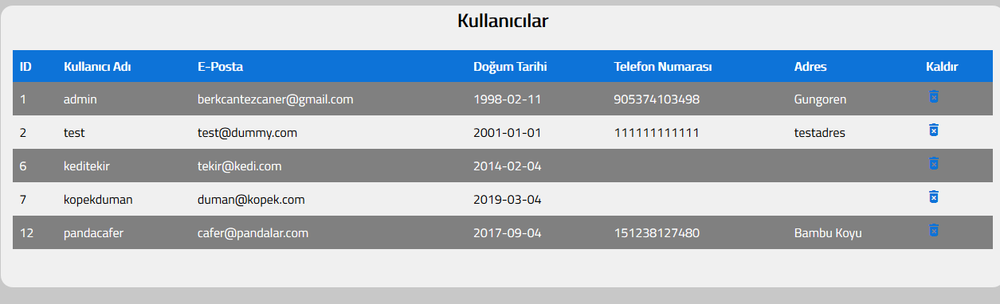 Kullanıcılar
ID Kullanıcı Adı E-Posta Doğum Tarihi Telefon Numarası Adres Kaldır
1 admin berkcantezcaner@gmail.com 1998-02-11 905374103498 Gungoren
2 test test@dummy.com 2001-01-01 111111111111 testadres
6 keditekir tekir@kedi.com 2014-02-04
7 kopekduman duman@kopek.com 2019-03-04
12 pandacafer cafer@pandalar.com 2017-09-04 151238127480 Bambu Koyu